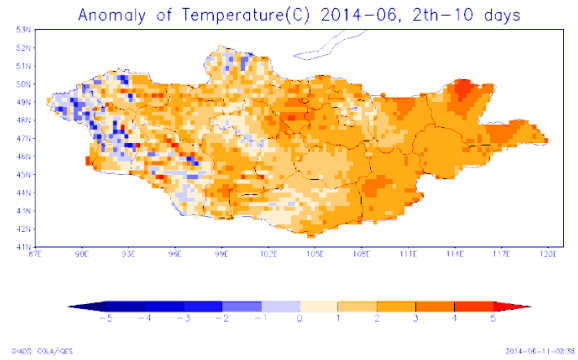 Anomaly of Temperature(C) 2014-06, 2th-10 days
53N
52N
51N
50N
49N
48N
47N
46N
45N
44N
43N
42N
41N
87E 90E 93E 96E 99E 102E 105E 108E 111E 114E 117E 120E
-5 -4 -3 -2 -1 0 1 2 3 4 5
GrADS: COLA/IGES 2014-06-11-03:38